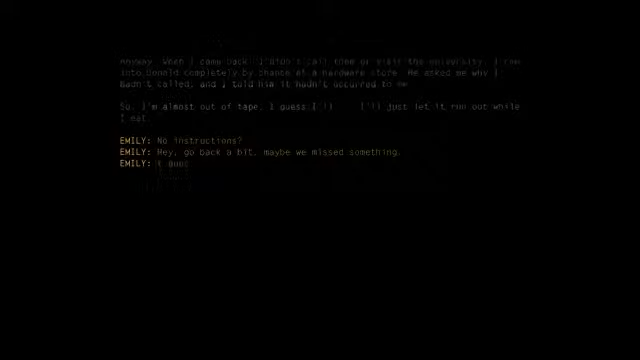 Anyway. When I came back I didn't call them or visit the university. I ran
into Donald completely by chance at a hardware store. He asked me why I
hadn't called, and I told him it hadn't occurred to me
So, I'm almost out of tape. I guess I'll just let it run out while
I eat.
EMILY: No instructions?
EMILY: Hey, go back a bit, maybe we missed something.
EMILY: I